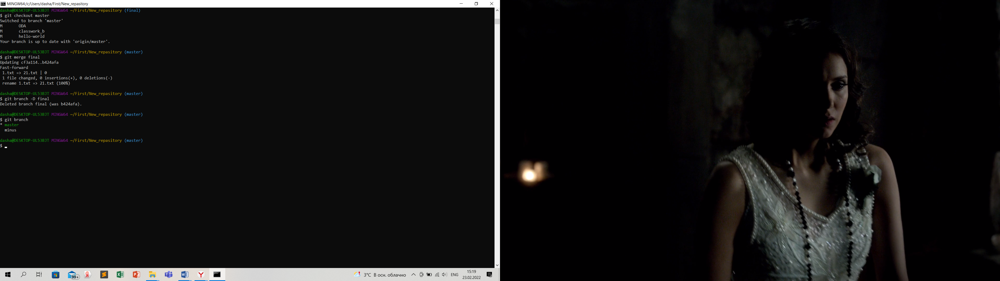 MINGW64:/c/Users/dasha/First/New_repasitory
dasha@DESKTOP-UL53BJT MINGW64 ~/First/New_repasitory (final)
$ git checkout master
Switched to branch 'master'
M       ODA
M       classwork_b
M       hello-world
Your branch is up to date with 'origin/master'.
dasha@DESKTOP-UL53BJT MINGW64 ~/First/New_repasitory (master)
$ git merge final
Updating cf3a114..b424afa
Fast-forward
 1.txt => 21.txt | 0
 1 file changed, 0 insertions(+), 0 deletions(-)
 rename 1.txt => 21.txt (100%)
dasha@DESKTOP-UL53BJT MINGW64 ~/First/New_repasitory (master)
$ git branch -D final
Deleted branch final (was b424afa).
dasha@DESKTOP-UL53BJT MINGW64 ~/First/New_repasitory (master)
$ git branch
* master
  minus
dasha@DESKTOP-UL53BJT MINGW64 ~/First/New_repasitory (master)
$
99+
3°C В осн. облачно
ENG
15:19
23.02.2022